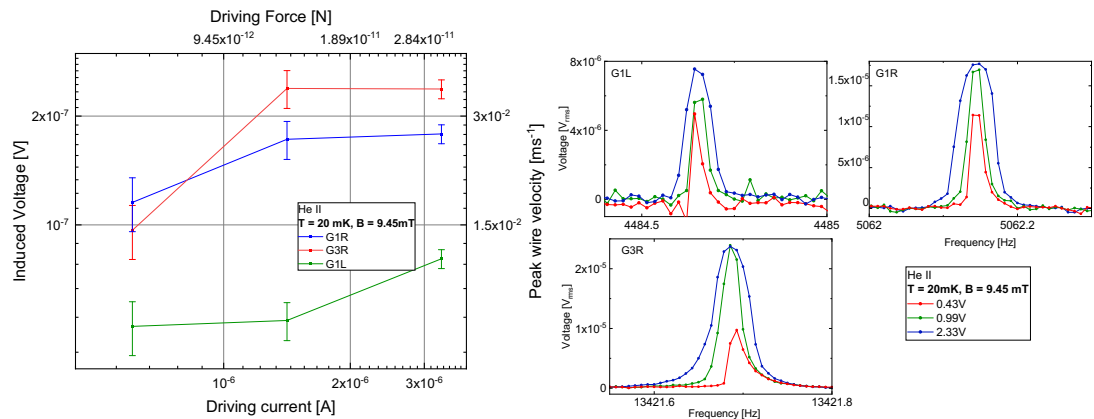 Driving Force [N]
9.45x10⁻¹² 1.89x10⁻¹¹ 2.84x10⁻¹¹
Induced Voltage [V]
2x10⁻⁷
10⁻⁷
He II
T = 20 mK, B = 9.45mT
G1R
G3R
G1L
3x10⁻²
1.5x10⁻²
Peak wire velocity [ms⁻¹]
10⁻⁶ 2x10⁻⁶ 3x10⁻⁶
Driving current [A]
G1L
Voltage [Vrms]
8x10⁻⁶
4x10⁻⁶
0
4484.5 4485
G1R
1.5x10⁻⁵
1x10⁻⁵
5x10⁻⁶
0
5062 5062.2
Frequency [Hz]
G3R
Voltage [Vrms]
2x10⁻⁵
1x10⁻⁵
0
13421.6 13421.8
Frequency [Hz]
He II
T = 20mK, B = 9.45 mT
0.43V
0.99V
2.33V